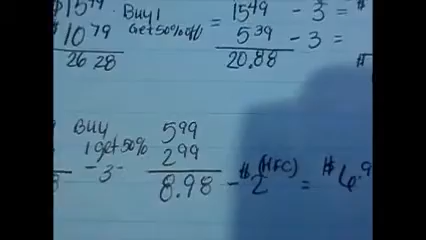 $15 49 . Buy 1 = 15 49 - 3 = $
$10 79 Get 50% off 5 39 - 3 =
26 28 20.88 $
Buy 5 99
1 get 50% 2 99
- 3 - 8.98 - $2 (MFC) = $6.9